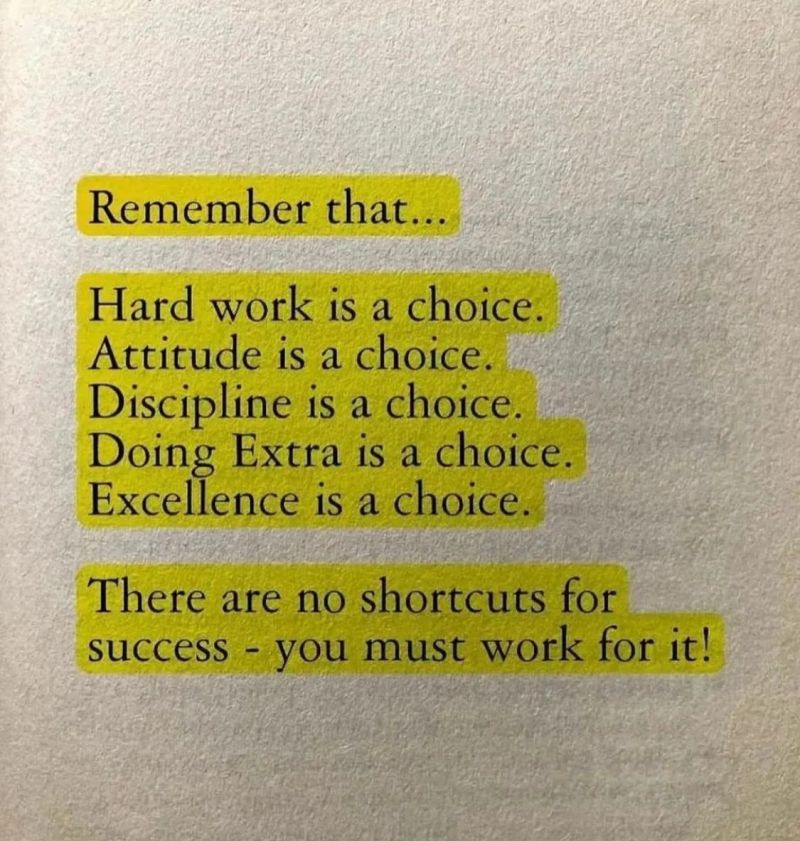 Remember that...
Hard work is a choice.
Attitude is a choice.
Discipline is a choice.
Doing Extra is a choice.
Excellence is a choice.
There are no shortcuts for
success - you must work for it!